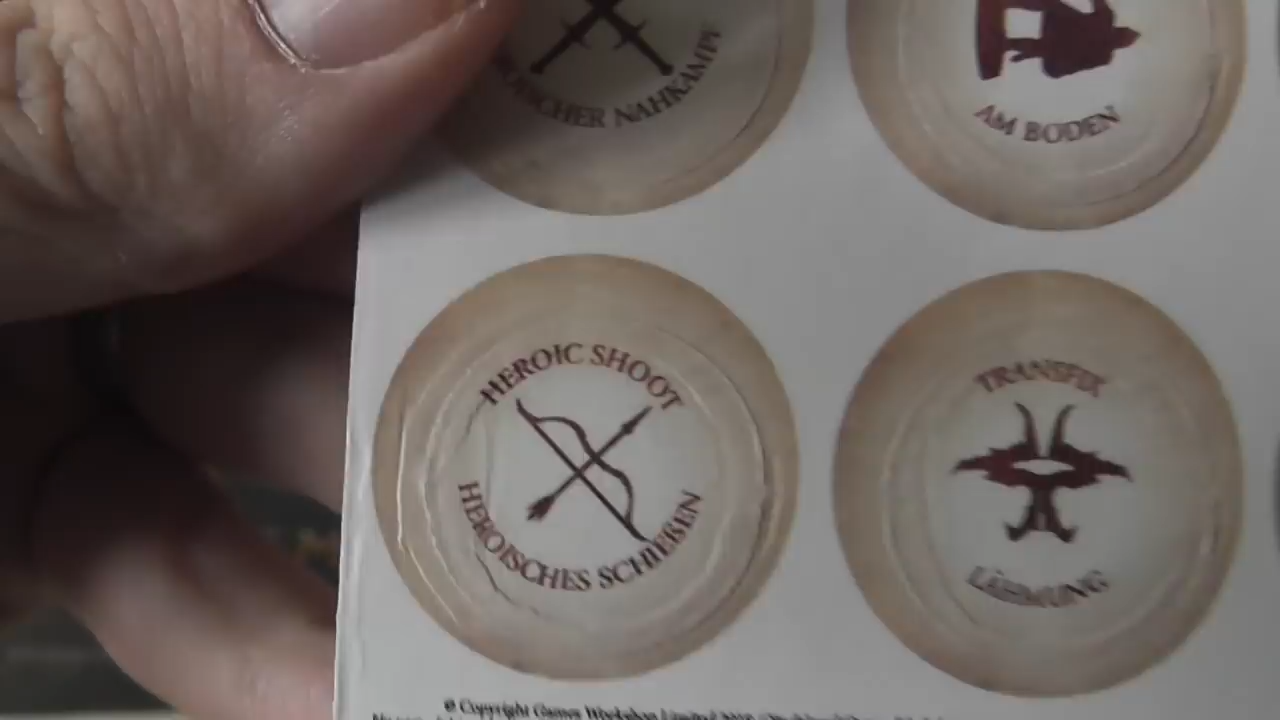 NAHKAMPF
AM BODEN
HEROIC SHOOT
HEROISCHES SCHIEßEN
TRANSFIX
LÄHMUNG
© Copyright Games Workshop Limited